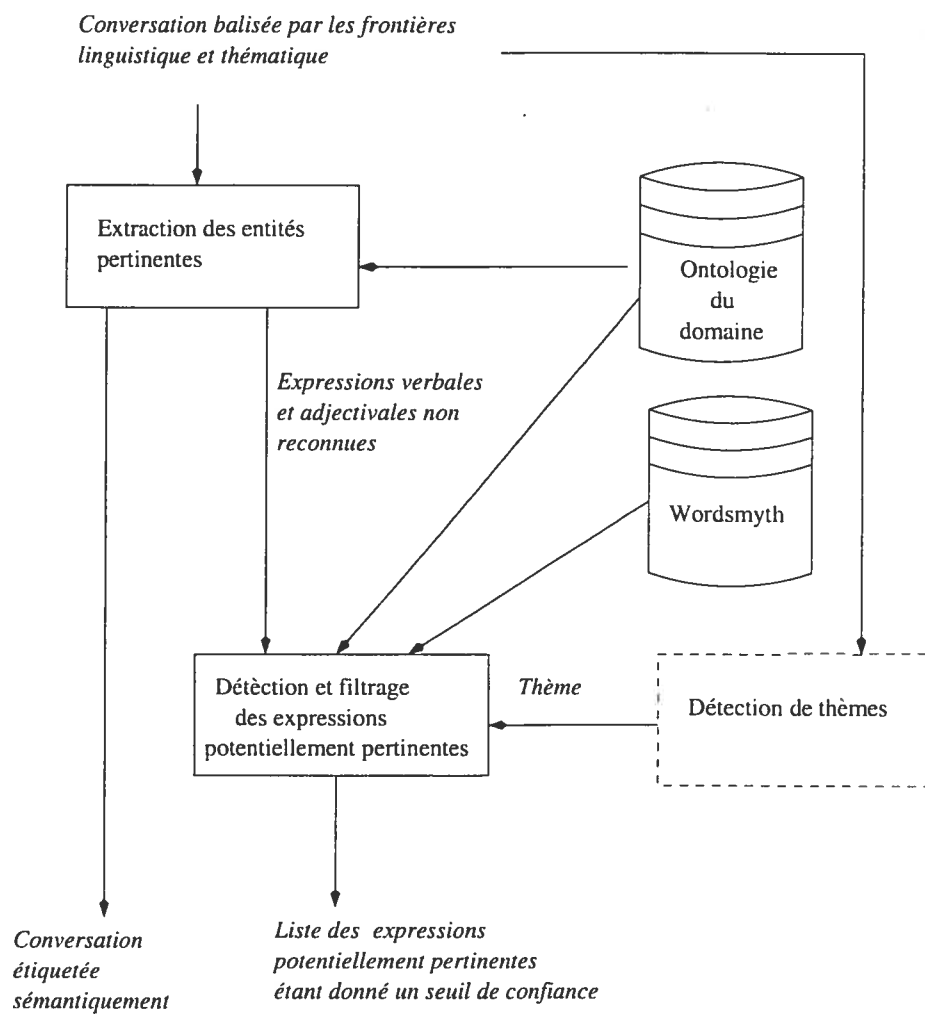 Conversation balisée par les frontières
linguistique et thématique
Extraction des entités
pertinentes
Ontologie
du
domaine
Expressions verbales
et adjectivales non
reconnues
Wordsmyth
Détèction et filtrage
des expressions
potentiellement pertinentes
Thème
Détection de thèmes
Conversation
étiquetée
sémantiquement
Liste des expressions
potentiellement pertinentes
étant donné un seuil de confiance